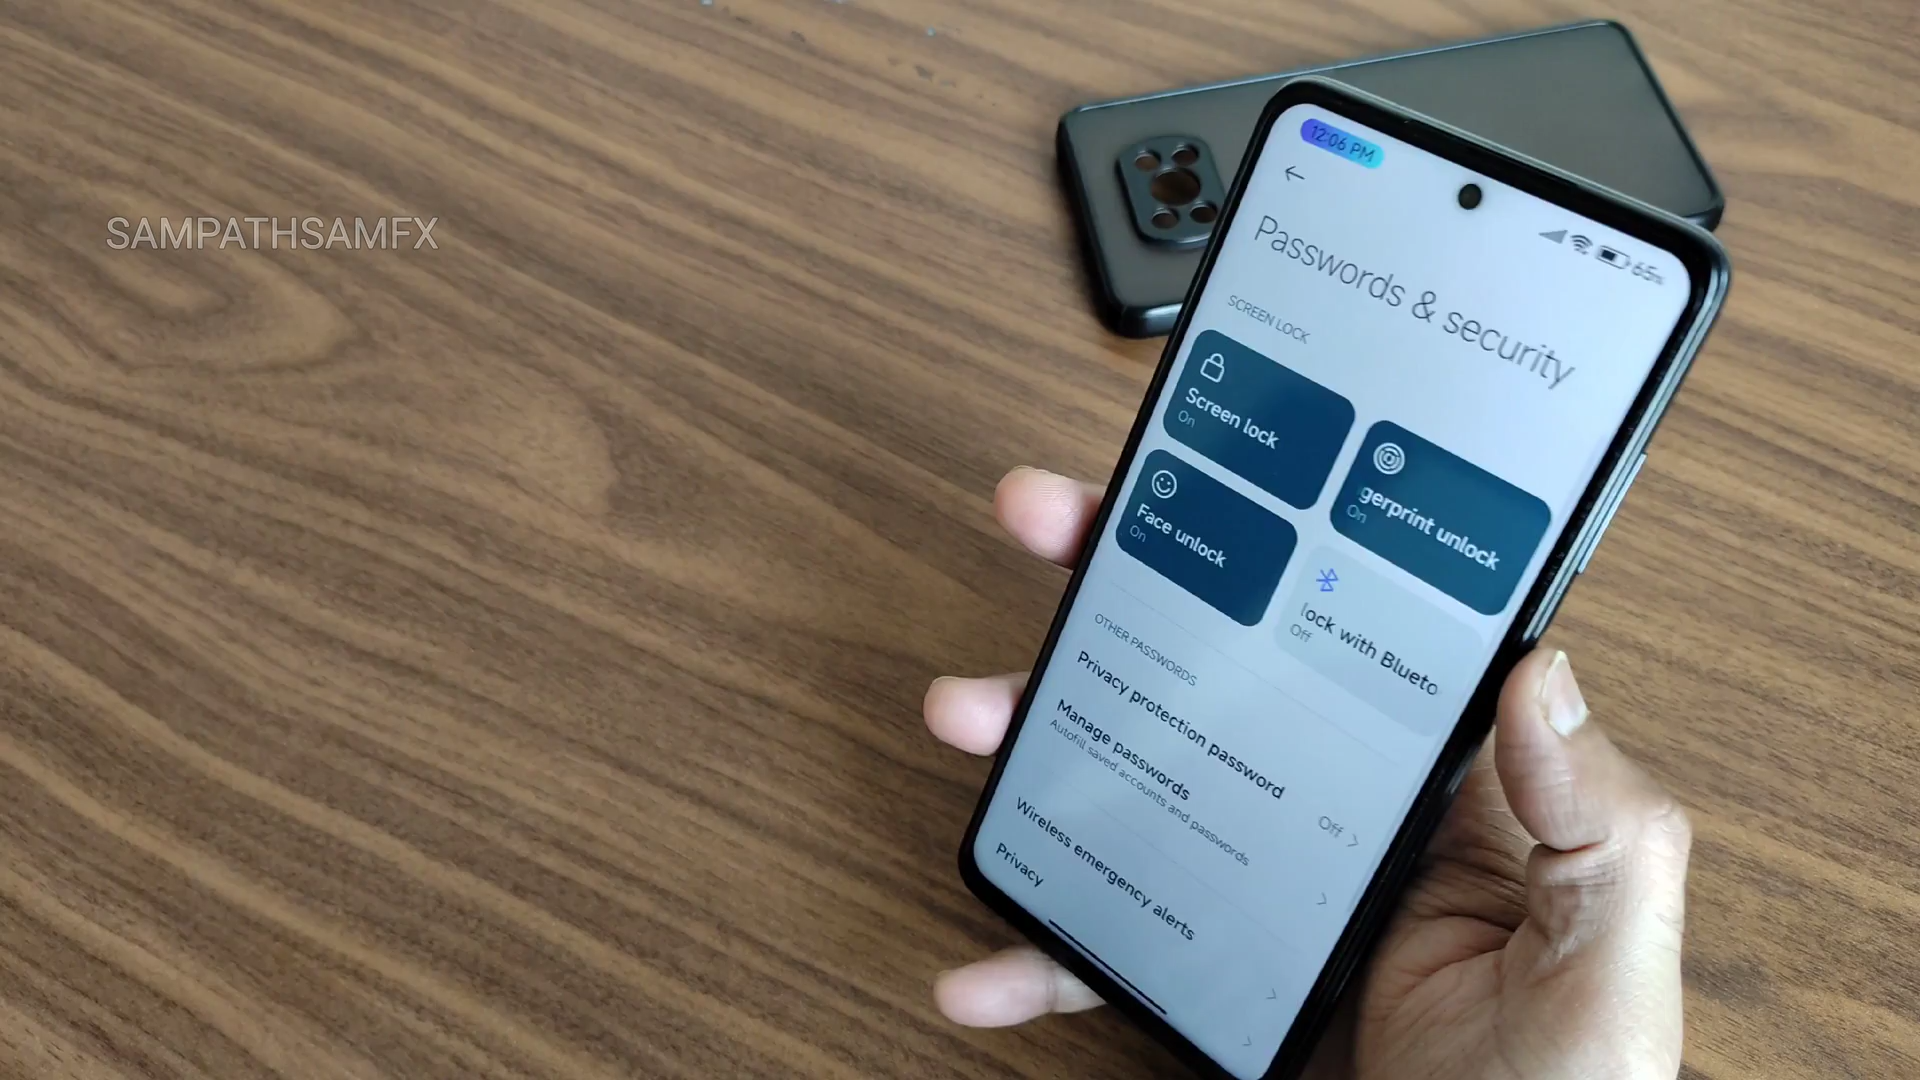 SAMPATHSAMFX
12:06 PM
65%
Passwords & security
SCREEN LOCK
Screen lock
On
gerprint unlock
On
Face unlock
On
lock with Blueto
Off
OTHER PASSWORDS
Privacy protection password
Off
Manage passwords
Autofill saved accounts and passwords
Wireless emergency alerts
Privacy